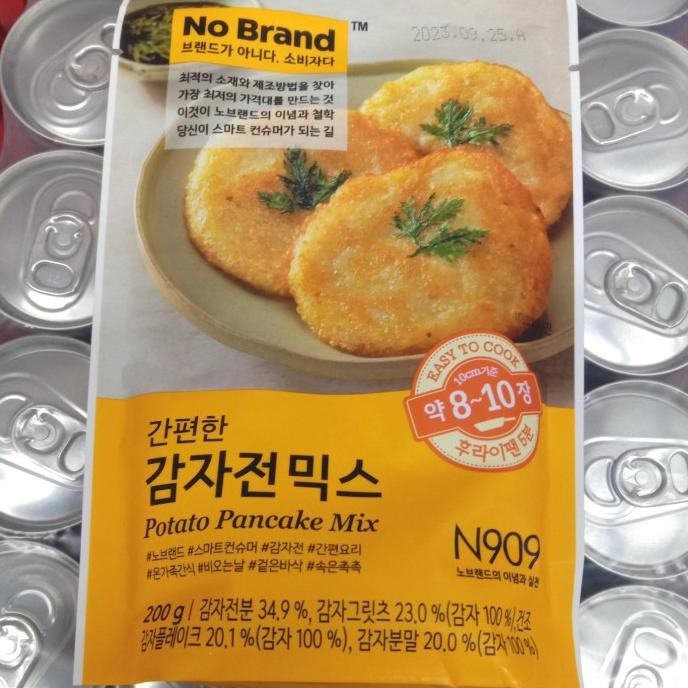 No Brand™
브랜드가 아니다. 소비자다
최적의 소재와 제조방법을 찾아
가장 최저의 가격대를 만드는 것
이것이 노브랜드의 이념과 철학
당신이 스마트 컨슈머가 되는 길
2023.09.25.A
EASY TO COOK
10cm기준
약 8~10장
후라이팬 5분
간편한
감자전믹스
Potato Pancake Mix
#노브랜드 #스마트컨슈머 #감자전 #간편요리
#온가족간식 #비오는날 #겉은바삭 #속은촉촉
N909
노브랜드의 이념과 실천
200 g / 감자전분 34.9 %, 감자그릿츠 23.0 %(감자 100 %), 건조
감자플레이크 20.1 %(감자 100 %), 감자분말 20.0 %(감자 100 %)